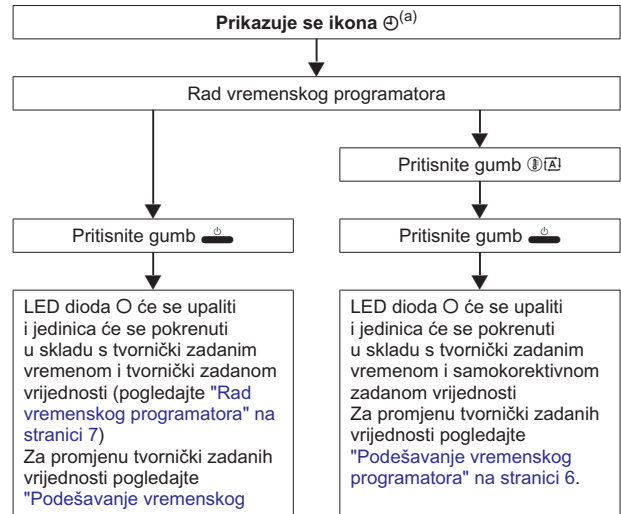 Prikazuje se ikona (a)
Rad vremenskog programatora
Pritisnite gumb A
Pritisnite gumb
Pritisnite gumb
LED dioda će se upaliti
i jedinica će se pokrenuti
u skladu s tvornički zadanim
vremenom i tvornički zadanom
vrijednosti (pogledajte "Rad
vremenskog programatora" na
stranici 7)
Za promjenu tvornički zadanih
vrijednosti pogledajte
"Podešavanje vremenskog
LED dioda će se upaliti
i jedinica će se pokrenuti
u skladu s tvornički zadanim
vremenom i samokorektivnom
zadanom vrijednosti
Za promjenu tvornički zadanih
vrijednosti pogledajte
"Podešavanje vremenskog
programatora" na stranici 6.